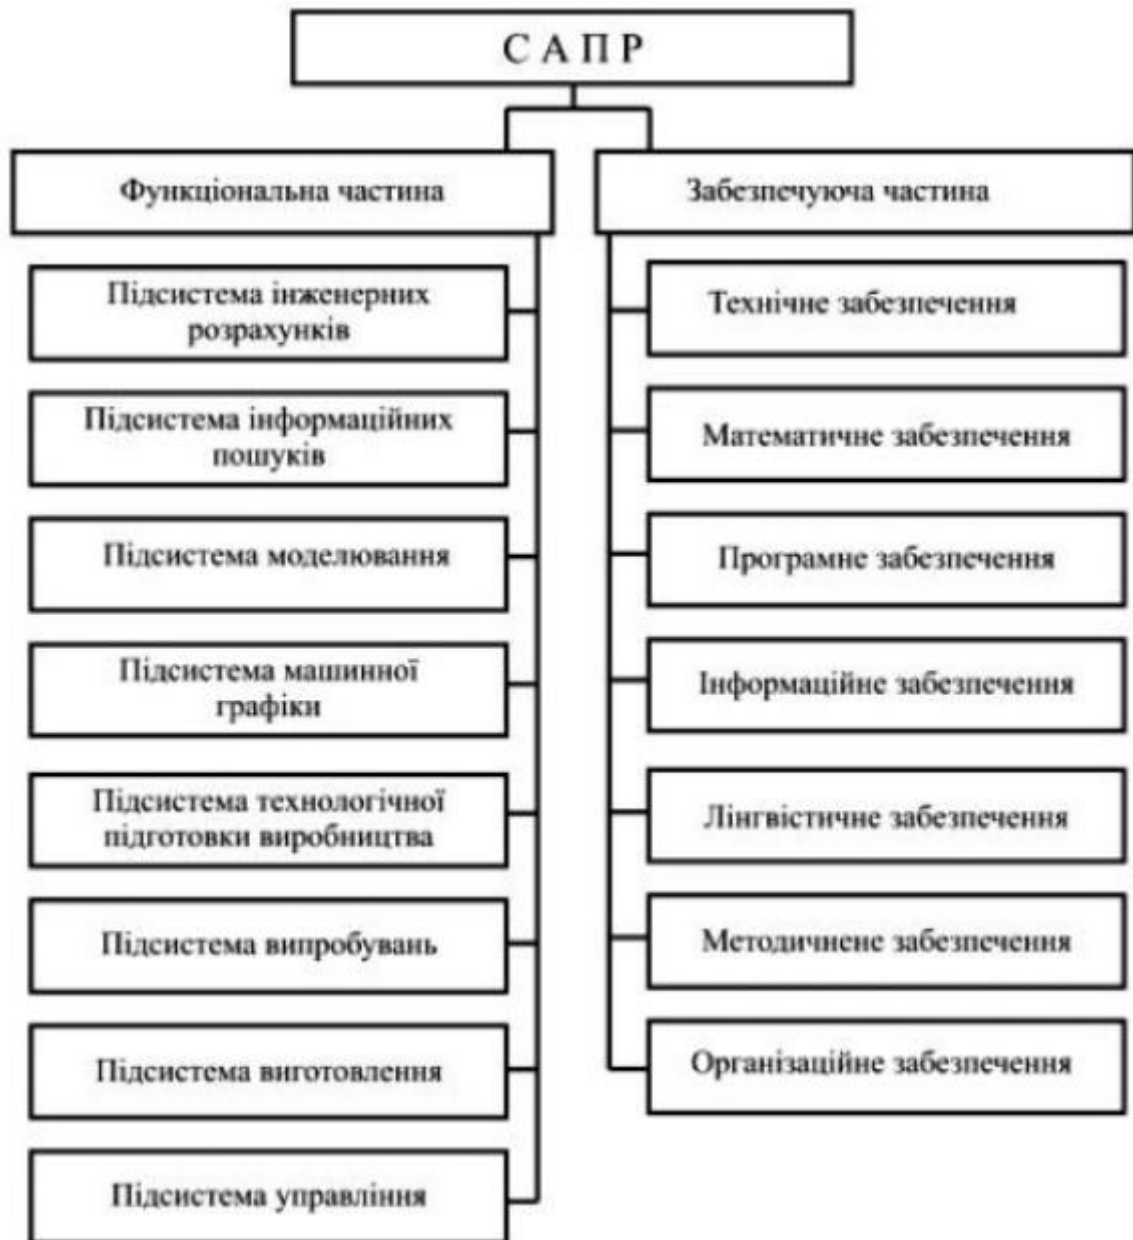 С А П Р
Функціональна частина
Підсистема інженерних
розрахунків
Підсистема інформаційних
пошуків
Підсистема моделювання
Підсистема машинної
графіки
Підсистема технологічної
підготовки виробництва
Підсистема випробувань
Підсистема виготовлення
Підсистема управління
Забезпечуюча частина
Технічне забезпечення
Математичне забезпечення
Програмне забезпечення
Інформаційне забезпечення
Лінгвістичне забезпечення
Методичнене забезпечення
Організаційне забезпечення